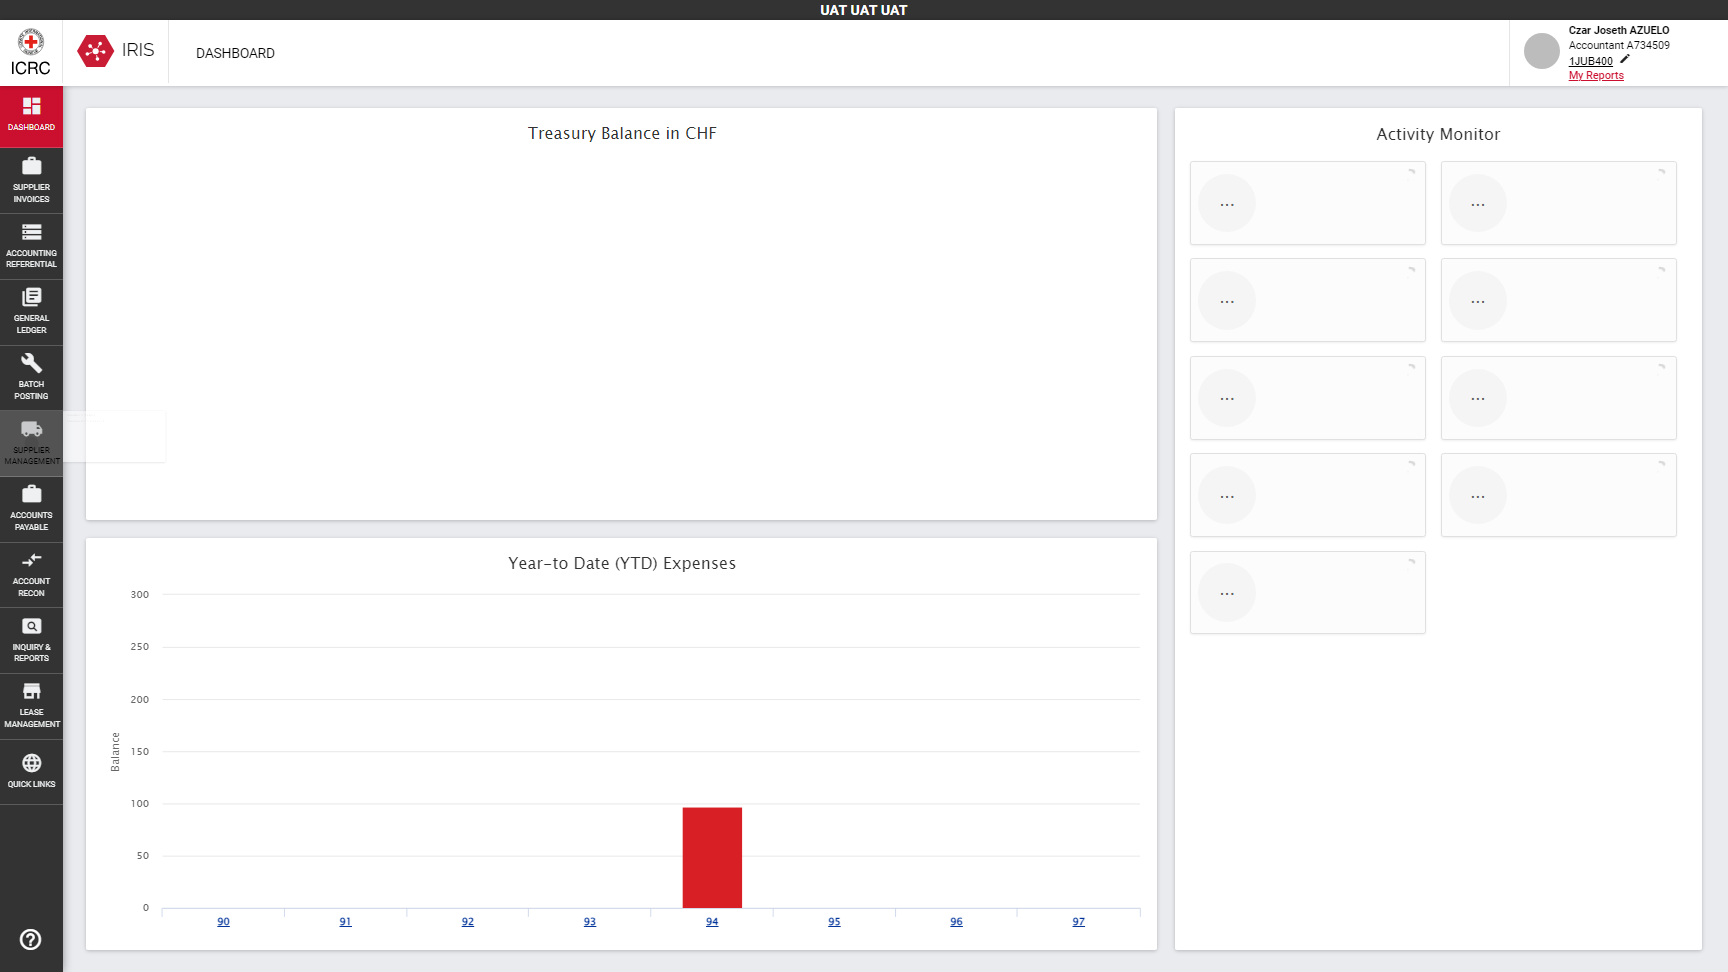 UAT UAT UAT
ICRC
IRIS
DASHBOARD
Czar Joseth AZUELO
Accountant A734509
1JUB400
My Reports
DASHBOARD
SUPPLIER
INVOICES
ACCOUNTING
REFERENTIAL
GENERAL
LEDGER
BATCH
POSTING
SUPPLIER
MANAGEMENT
ACCOUNTS
PAYABLE
ACCOUNT
RECON
INQUIRY &
REPORTS
LEASE
MANAGEMENT
QUICK LINKS
Treasury Balance in CHF
Year-to Date (YTD) Expenses
Balance
300
250
200
150
100
50
0
90 91 92 93 94 95 96 97
Activity Monitor
... ...
... ...
... ...
... ...
...